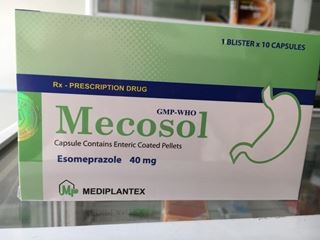 1 BLISTER x 10 CAPSULES
Rx - PRESCRIPTION DRUG
GMP-WHO
Mecosol
Capsule Contains Enteric Coated Pellets
Esomeprazole 40 mg
MEDIPLANTEX